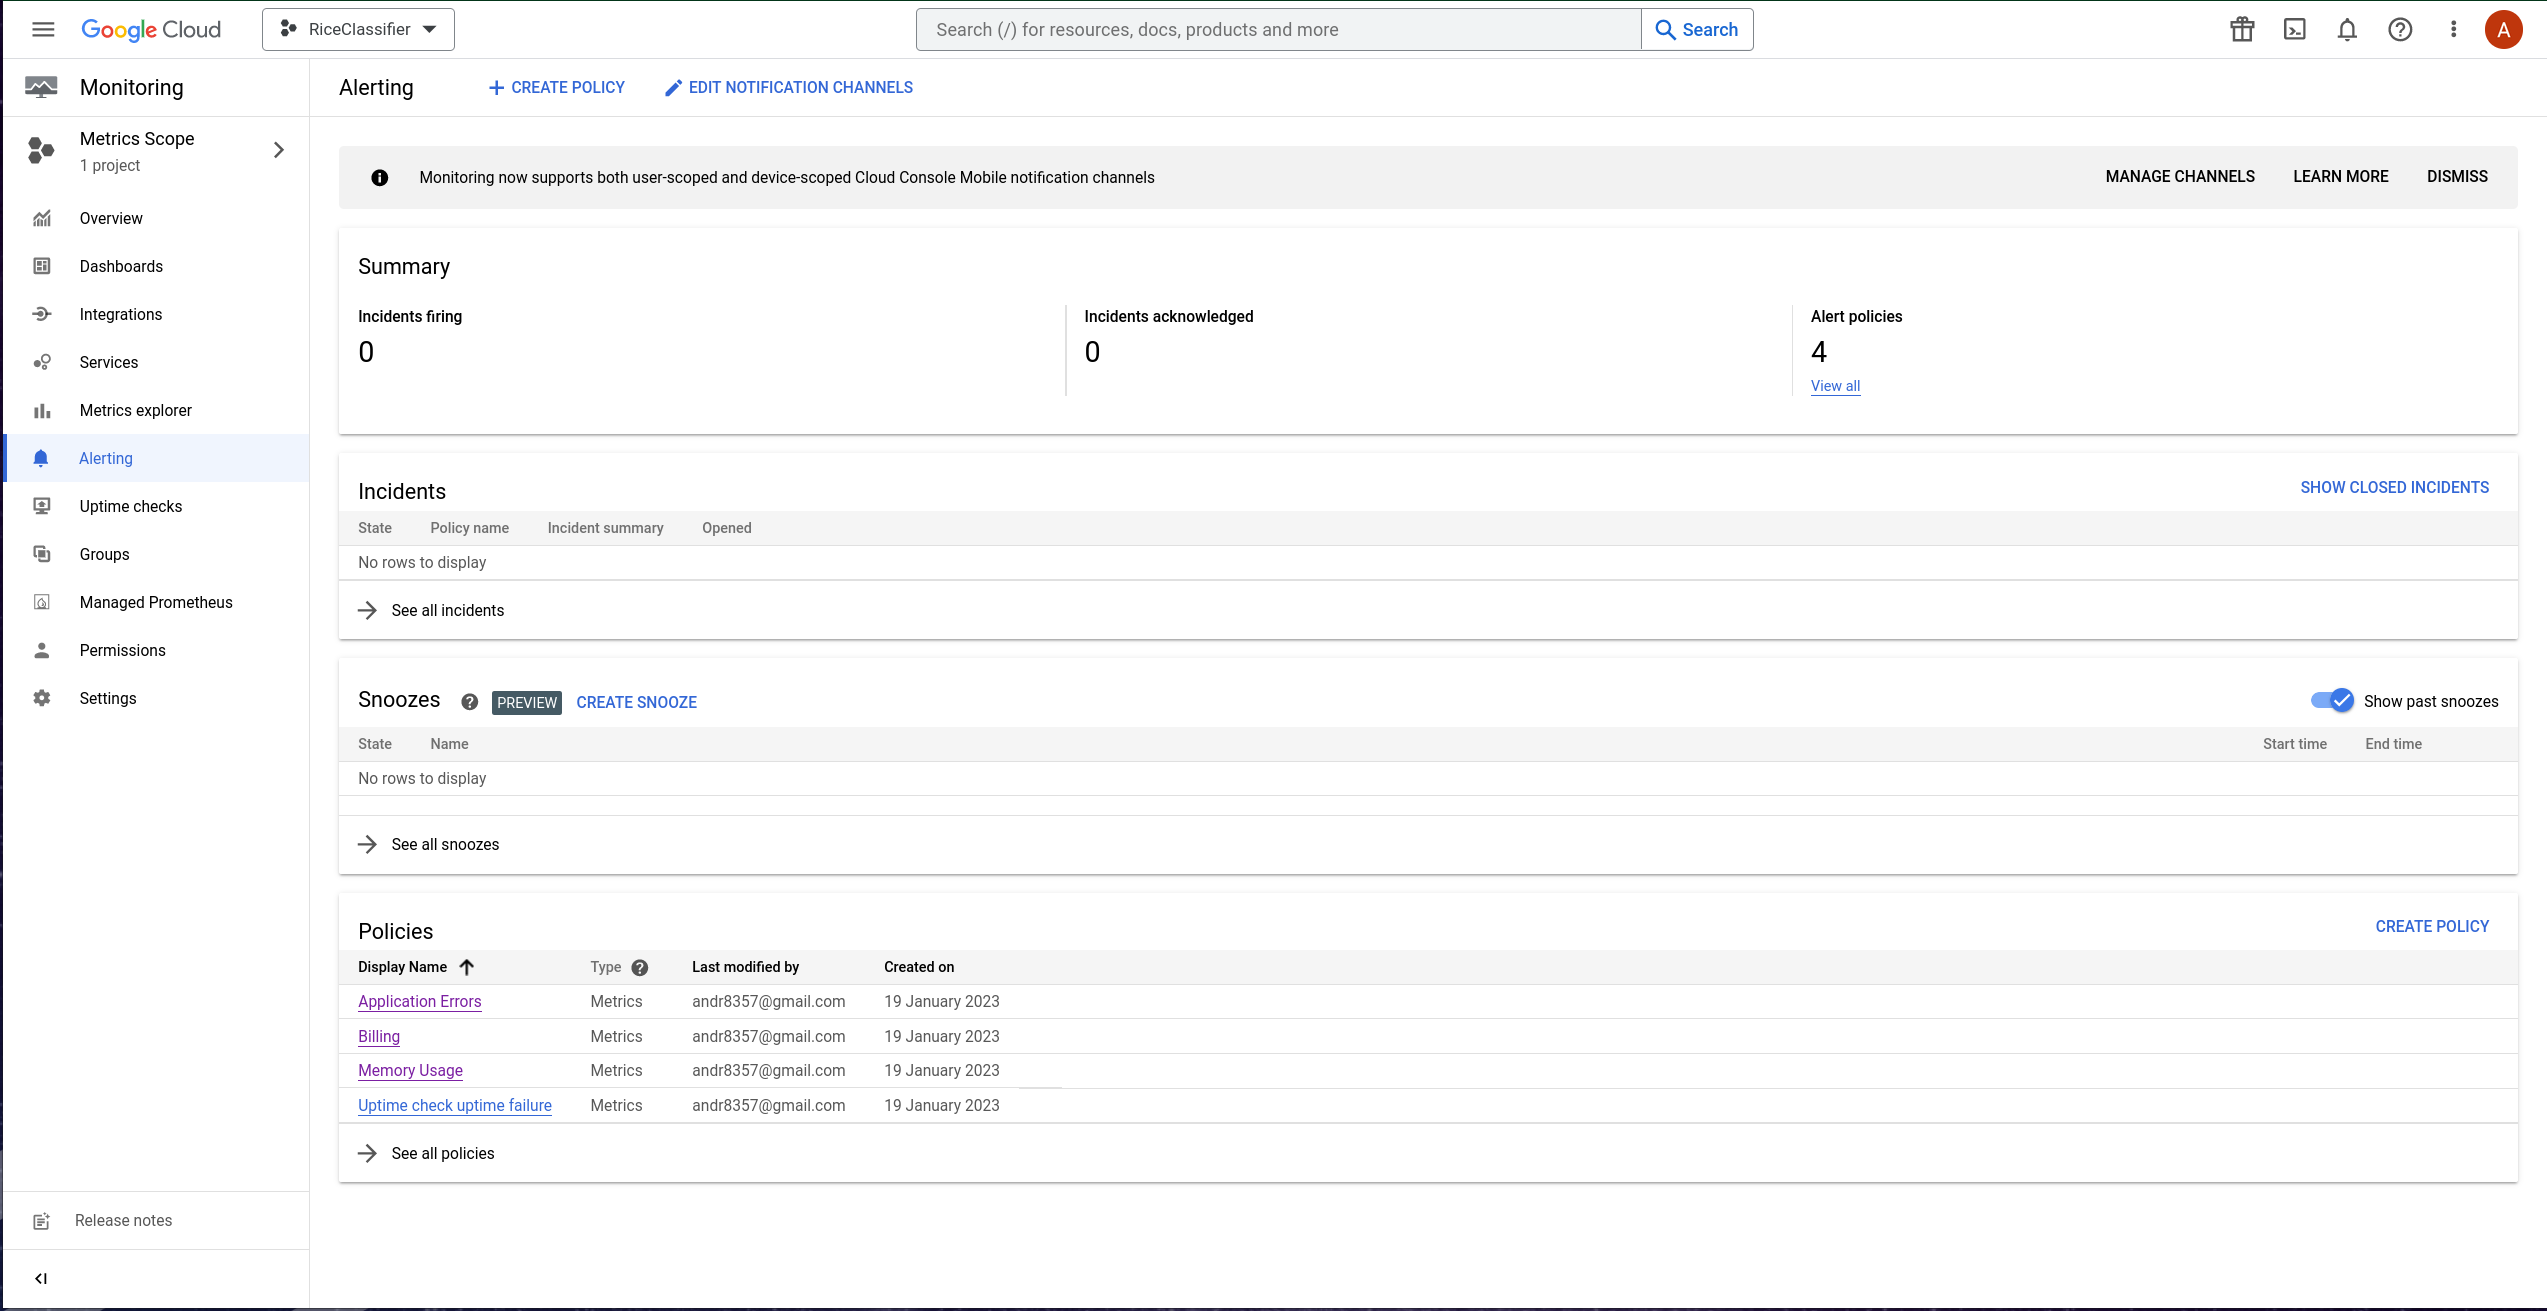 Google Cloud
RiceClassifier
Search (/) for resources, docs, products and more
Search
A
Monitoring
Alerting
CREATE POLICY
EDIT NOTIFICATION CHANNELS
Metrics Scope
1 project
Overview
Dashboards
Integrations
Services
Metrics explorer
Alerting
Uptime checks
Groups
Managed Prometheus
Permissions
Settings
Release notes
Monitoring now supports both user-scoped and device-scoped Cloud Console Mobile notification channels
MANAGE CHANNELS
LEARN MORE
DISMISS
Summary
Incidents firing
0
Incidents acknowledged
0
Alert policies
4
View all
Incidents
SHOW CLOSED INCIDENTS
State Policy name Incident summary Opened
No rows to display
See all incidents
Snoozes PREVIEW CREATE SNOOZE
Show past snoozes
State Name Start time End time
No rows to display
See all snoozes
Policies
CREATE POLICY
Display Name Type Last modified by Created on
Application Errors Metrics andr8357@gmail.com 19 January 2023
Billing Metrics andr8357@gmail.com 19 January 2023
Memory Usage Metrics andr8357@gmail.com 19 January 2023
Uptime check uptime failure Metrics andr8357@gmail.com 19 January 2023
See all policies